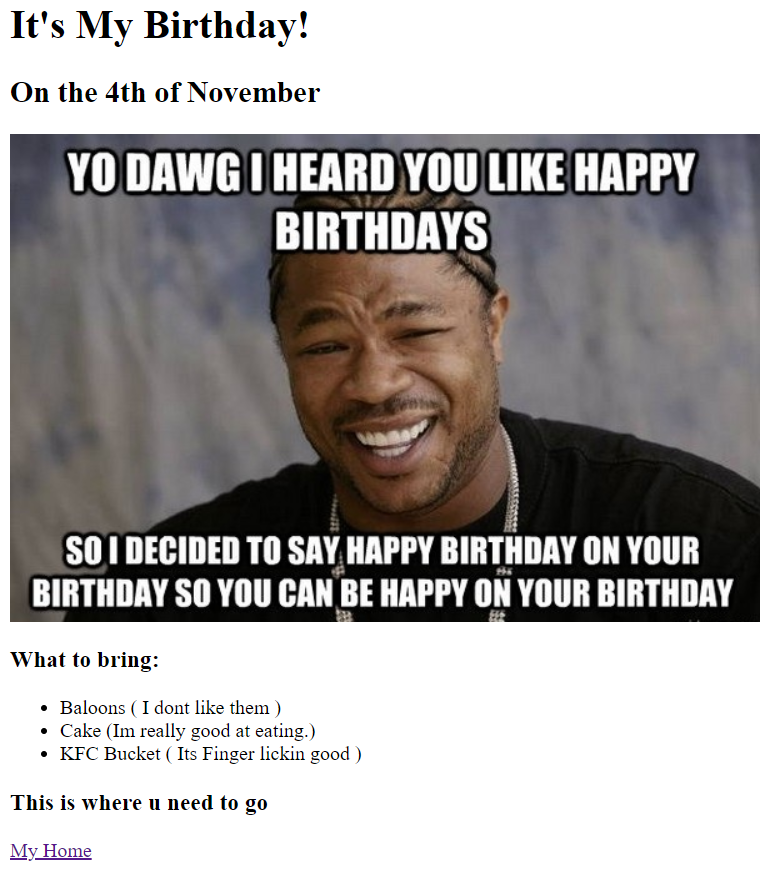 It's My Birthday!
On the 4th of November
YO DAWG I HEARD YOU LIKE HAPPY
BIRTHDAYS
SO I DECIDED TO SAY HAPPY BIRTHDAY ON YOUR
BIRTHDAY SO YOU CAN BE HAPPY ON YOUR BIRTHDAY
What to bring:
Baloons ( I dont like them )
Cake (Im really good at eating.)
KFC Bucket ( Its Finger lickin good )
This is where u need to go
My Home